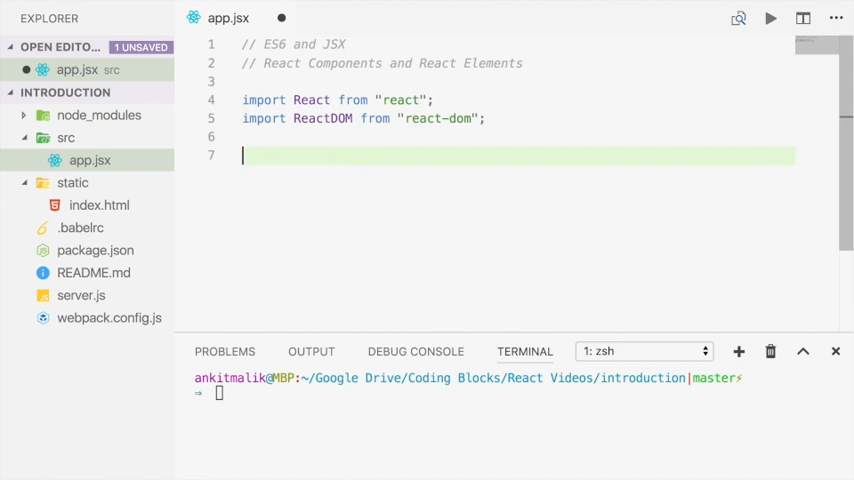 EXPLORER
OPEN EDITO... 1 UNSAVED
app.jsx src
INTRODUCTION
node_modules
src
app.jsx
static
index.html
.babelrc
package.json
README.md
server.js
webpack.config.js
app.jsx
1 // ES6 and JSX
2 // React Components and React Elements
3
4 import React from "react";
5 import ReactDOM from "react-dom";
6
7
PROBLEMS OUTPUT DEBUG CONSOLE TERMINAL 1: zsh
ankitmalik@MBP:~/Google Drive/Coding Blocks/React Videos/introduction|master⚡
⇒